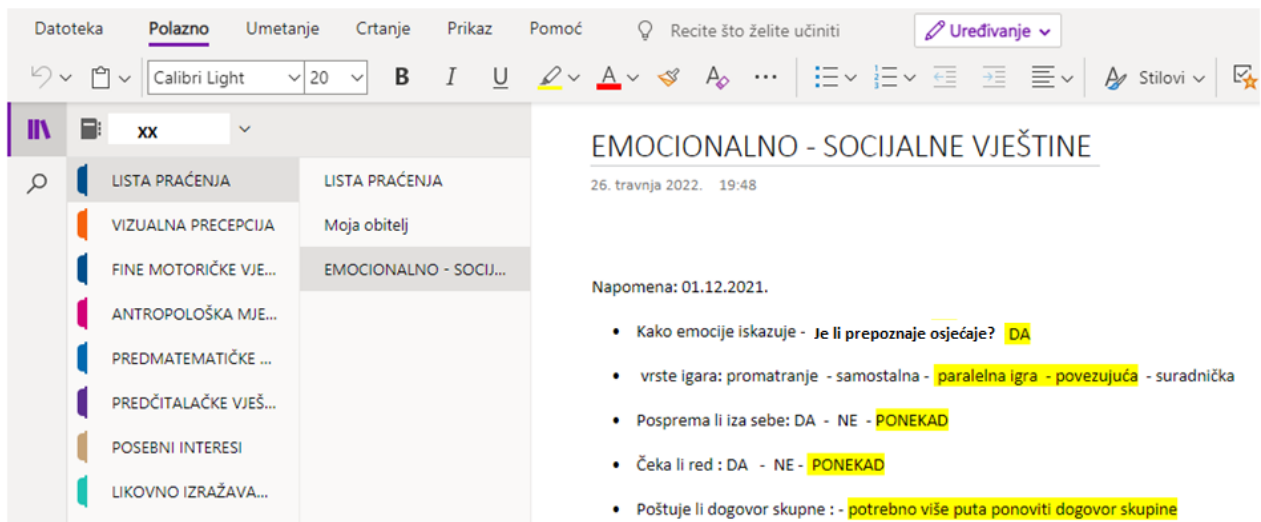 Datoteka Polazno Umetanje Crtanje Prikaz Pomoć Recite što želite učiniti Uređivanje
Calibri Light 20 B I U A A Stilovi
xx
LISTA PRAĆENJA
VIZUALNA PRECEPCIJA
FINE MOTORIČKE VJE...
ANTROPOLOŠKA MJE...
PREDMATEMATIČKE ...
PREDČITALAČKE VJEŠ...
POSEBNI INTERESI
LIKOVNO IZRAŽAVA...
LISTA PRAĆENJA
Moja obitelj
EMOCIONALNO - SOCIJ...
EMOCIONALNO - SOCIJALNE VJEŠTINE
26. travnja 2022. 19:48
Napomena: 01.12.2021.
• Kako emocije iskazuje - Je li prepoznaje osjećaje? DA
• vrste igara: promatranje - samostalna - paralelna igra - povezujuća - suradnička
• Posprema li iza sebe: DA - NE - PONEKAD
• Čeka li red : DA - NE - PONEKAD
• Poštuje li dogovor skupne : - potrebno više puta ponoviti dogovor skupine